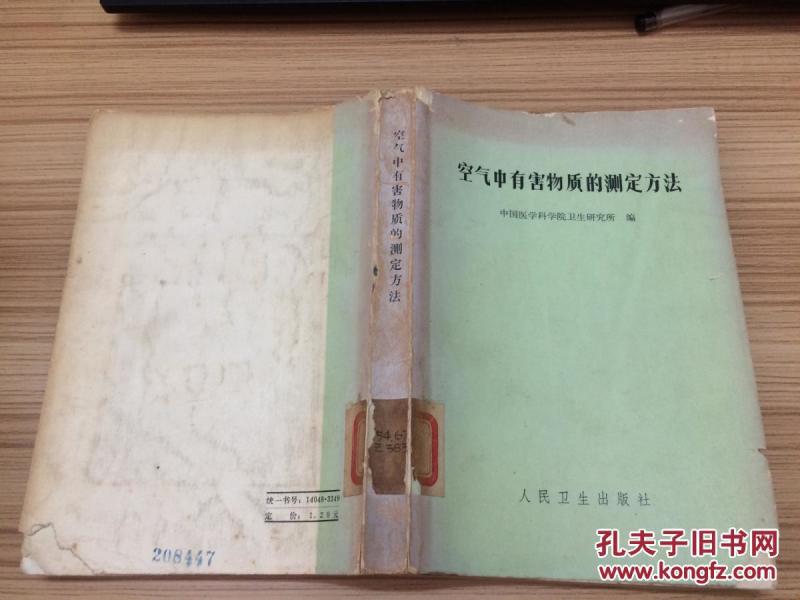 空气中有害物质的测定方法
中国医学科学院卫生研究所 编
人民卫生出版社
空气中有害物质的测定方法
统一书号：14048·3349
定 价：1.20元
208447
孔夫子旧书网
www.kongfz.com